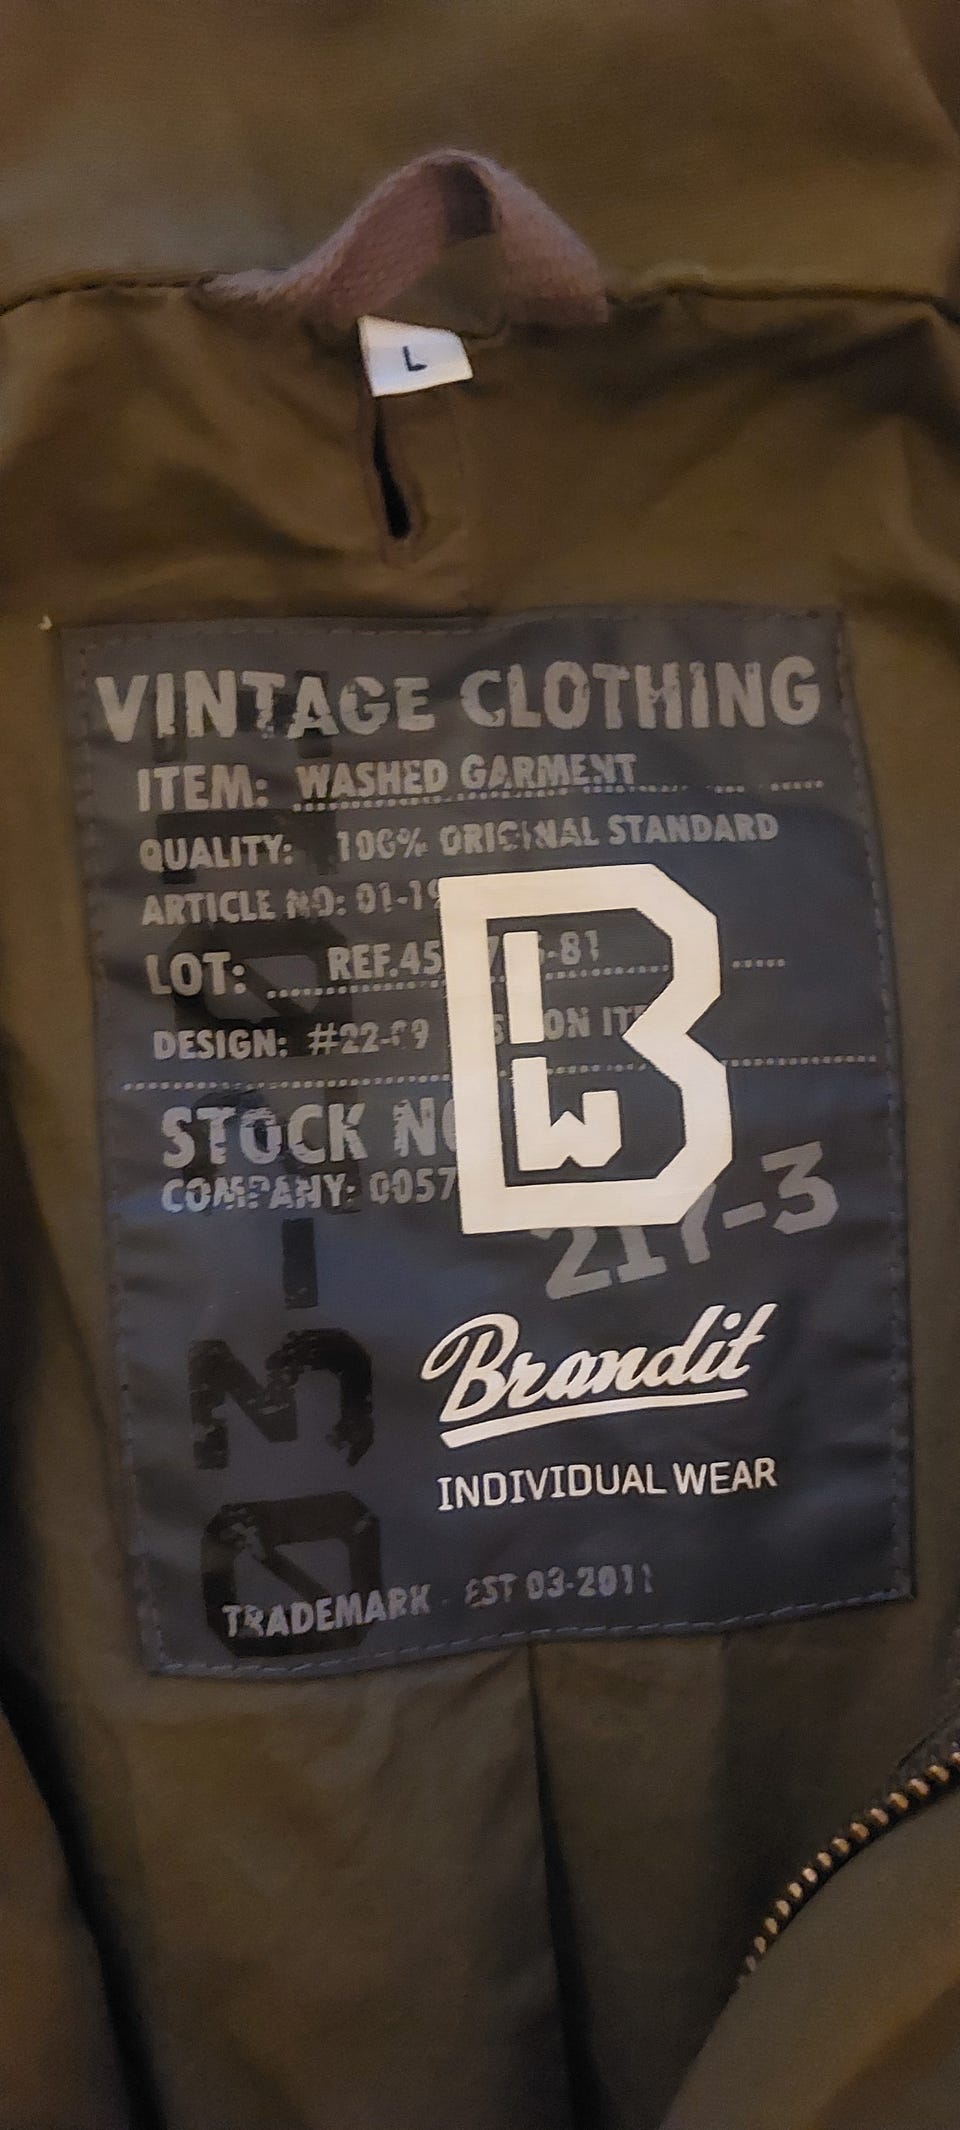 L
VINTAGE CLOTHING
ITEM: WASHED GARMENT
QUALITY: 100% ORIGINAL STANDARD
ARTICLE NO: 01-19
LOT: REF.45 -81
DESIGN: #22-
STOCK
COMPANY: 0057
B
I
W
217-3
Brandit
INDIVIDUAL WEAR
TRADEMARK - EST 03-2011